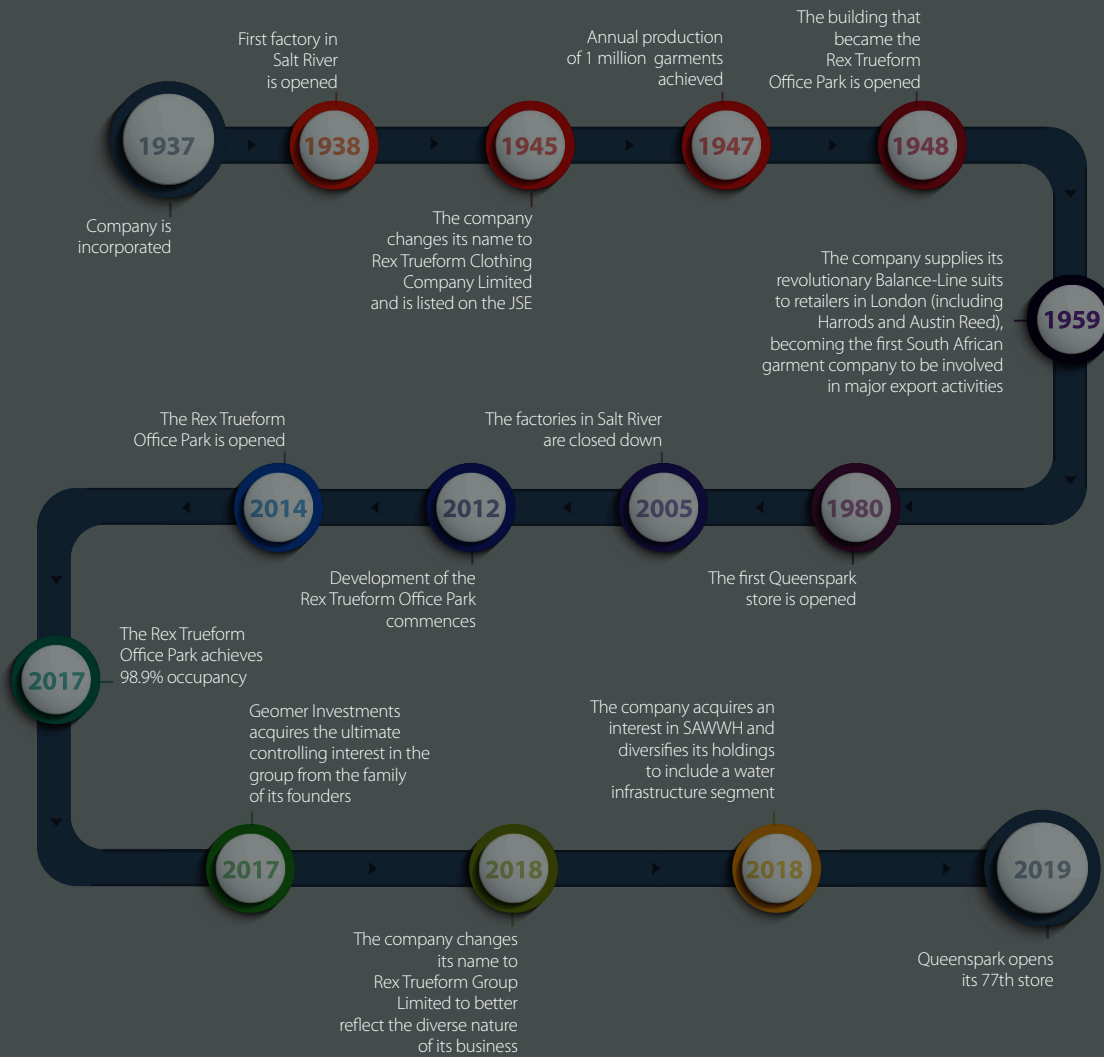 1937
Company is
incorporated
First factory in
Salt River
is opened
1938
1945
The company
changes its name to
Rex Trueform Clothing
Company Limited
and is listed on the JSE
Annual production
of 1 million garments
achieved
1947
The building that
became the
Rex Trueform
Office Park is opened
1948
The company supplies its
revolutionary Balance-Line suits
to retailers in London (including
Harrods and Austin Reed),
becoming the first South African
garment company to be involved
in major export activities
1959
1980
The first Queenspark
store is opened
The factories in Salt River
are closed down
2005
2012
Development of the
Rex Trueform Office Park
commences
The Rex Trueform
Office Park is opened
2014
2017
The Rex Trueform
Office Park achieves
98.9% occupancy
Geomer Investments
acquires the ultimate
controlling interest in the
group from the family
of its founders
2017
2018
The company changes
its name to
Rex Trueform Group
Limited to better
reflect the diverse nature
of its business
The company acquires an
interest in SAWWH and
diversifies its holdings
to include a water
infrastructure segment
2018
2019
Queenspark opens
its 77th store